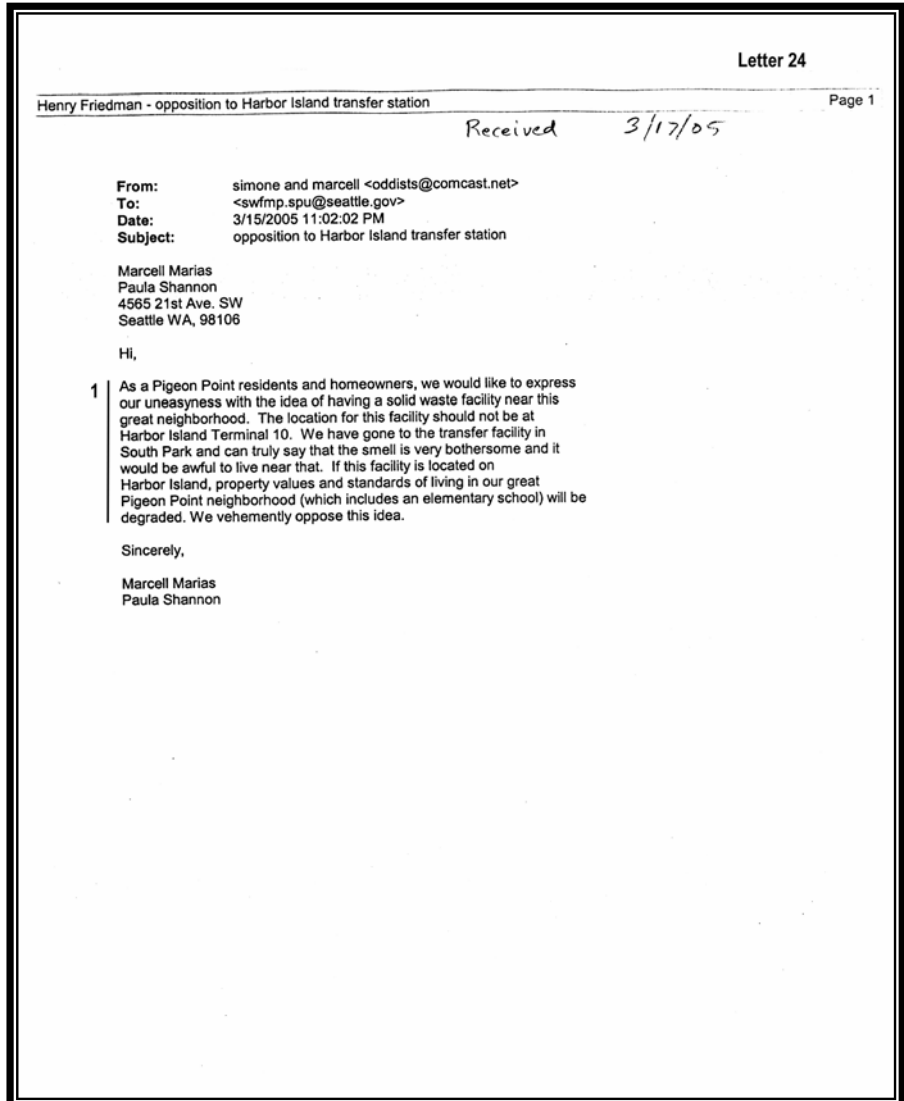 Letter 24
Henry Friedman - opposition to Harbor Island transfer station Page 1
Received 3/17/05
From: simone and marcell <oddists@comcast.net>
To: <swfmp.spu@seattle.gov>
Date: 3/15/2005 11:02:02 PM
Subject: opposition to Harbor Island transfer station
Marcell Marias
Paula Shannon
4565 21st Ave. SW
Seattle WA, 98106
Hi,
1 As a Pigeon Point residents and homeowners, we would like to express
our uneasyness with the idea of having a solid waste facility near this
great neighborhood. The location for this facility should not be at
Harbor Island Terminal 10. We have gone to the transfer facility in
South Park and can truly say that the smell is very bothersome and it
would be awful to live near that. If this facility is located on
Harbor Island, property values and standards of living in our great
Pigeon Point neighborhood (which includes an elementary school) will be
degraded. We vehemently oppose this idea.
Sincerely,
Marcell Marias
Paula Shannon